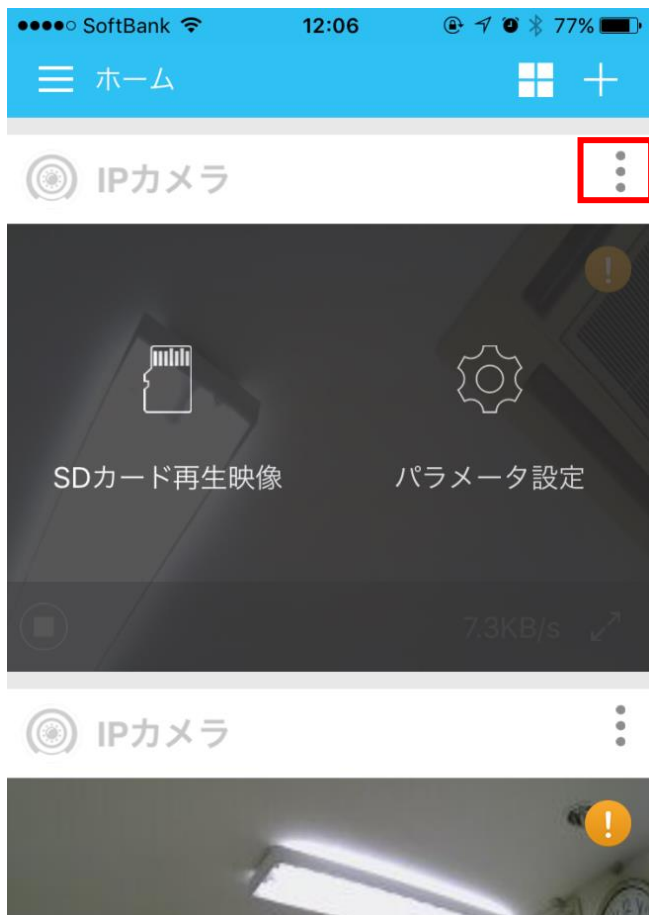 SoftBank 12:06 77%
ホーム
IPカメラ
SDカード再生映像 パラメータ設定
7.3KB/s
IPカメラ